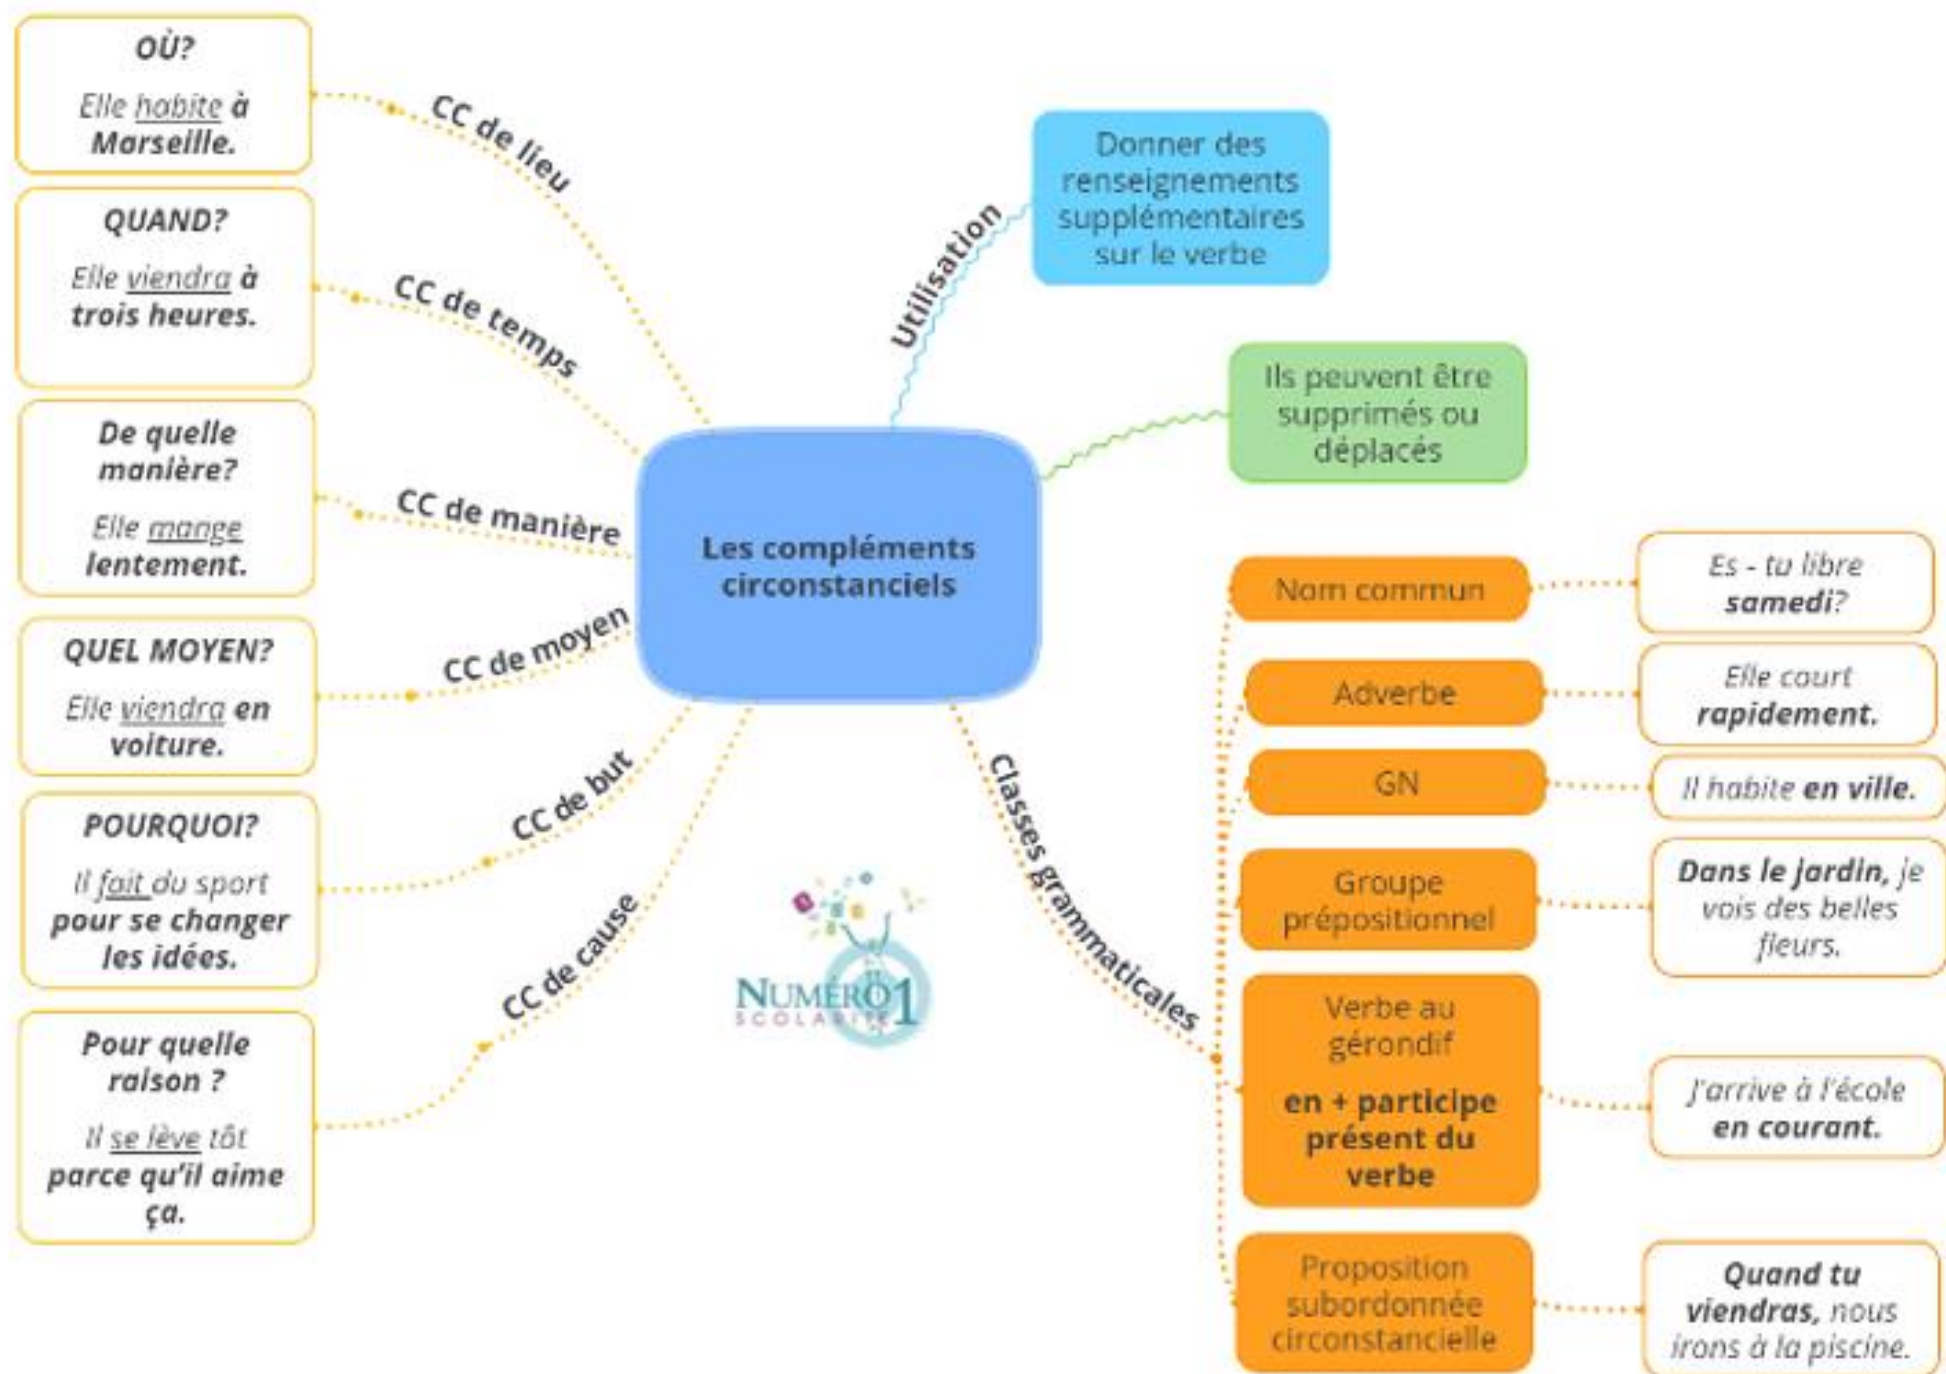 OÙ?
Elle habite à
Marseille.
CC de lieu
QUAND?
Elle viendra à
trois heures.
CC de temps
De quelle
manière?
Elle mange
lentement.
CC de manière
QUEL MOYEN?
Elle viendra en
voiture.
CC de moyen
POURQUOI?
Il fait du sport
pour se changer
les idées.
CC de but
Pour quelle
raison ?
Il se lève tôt
parce qu'il aime
ça.
CC de cause
Les compléments
circonstanciels
NUMÉRO 1
SCOLARITÉ
Utilisation
Donner des
renseignements
supplémentaires
sur le verbe
Ils peuvent être
supprimés ou
déplacés
Classes grammaticales
Nom commun
Es - tu libre
samedi?
Adverbe
Elle court
rapidement.
GN
Il habite en ville.
Groupe
prépositionnel
Dans le jardin, je
vois des belles
fleurs.
Verbe au
gérondif
en + participe
présent du
verbe
J'arrive à l'école
en courant.
Proposition
subordonnée
circonstancielle
Quand tu
viendras, nous
irons à la piscine.